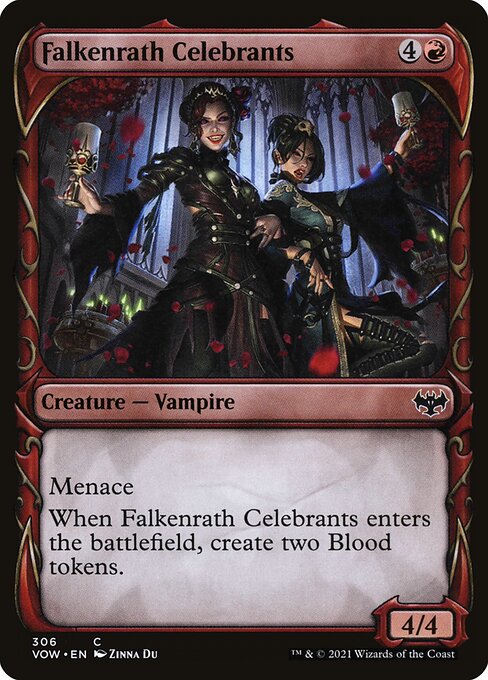 Falkenrath Celebrants 4
Creature — Vampire
Menace
When Falkenrath Celebrants enters
the battlefield, create two Blood
tokens.
4/4
306 C
VOW • EN Zinna Du
™ & © 2021 Wizards of the Coast